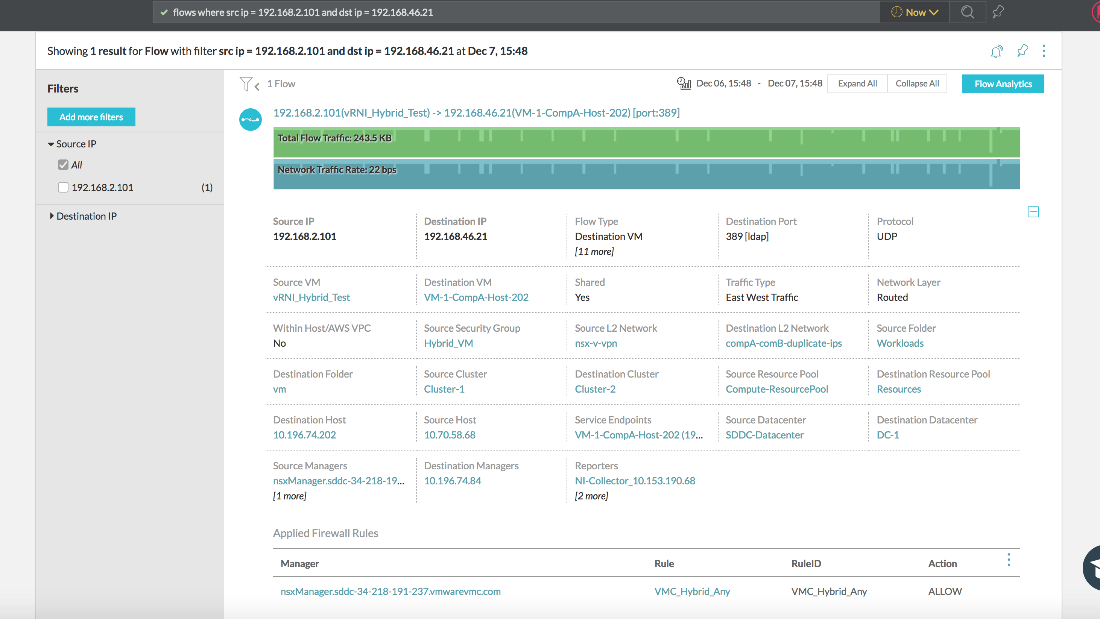 flows where src ip = 192.168.2.101 and dst ip = 192.168.46.21
Now
Showing 1 result for Flow with filter src ip = 192.168.2.101 and dst ip = 192.168.46.21 at Dec 7, 15:48
Filters
Add more filters
Source IP
All
192.168.2.101 (1)
Destination IP
1 Flow
Dec 06, 15:48 - Dec 07, 15:48
Expand All
Collapse All
Flow Analytics
192.168.2.101(vRNI_Hybrid_Test) -> 192.168.46.21(VM-1-CompA-Host-202) [port:389]
Total Flow Traffic: 243.5 KB
Network Traffic Rate: 22 bps
Source IP Destination IP Flow Type Destination Port Protocol
192.168.2.101 192.168.46.21 Destination VM 389 [ldap] UDP
[11 more]
Source VM Destination VM Shared Traffic Type Network Layer
vRNI_Hybrid_Test VM-1-CompA-Host-202 Yes East West Traffic Routed
Within Host/AWS VPC Source Security Group Source L2 Network Destination L2 Network Source Folder
No Hybrid_VM nsx-v-vpn compA-comB-duplicate-ips Workloads
Destination Folder Source Cluster Destination Cluster Source Resource Pool Destination Resource Pool
vm Cluster-1 Cluster-2 Compute-ResourcePool Resources
Destination Host Source Host Service Endpoints Source Datacenter Destination Datacenter
10.196.74.202 10.70.58.68 VM-1-CompA-Host-202 (19... SDDC-Datacenter DC-1
Source Managers Destination Managers Reporters
nsxManager.sddc-34-218-19... 10.196.74.84 NI-Collector_10.153.190.68
[1 more] [2 more]
Applied Firewall Rules
Manager Rule RuleID Action
nsxManager.sddc-34-218-191-237.vmwarevmc.com VMC_Hybrid_Any VMC_Hybrid_Any ALLOW